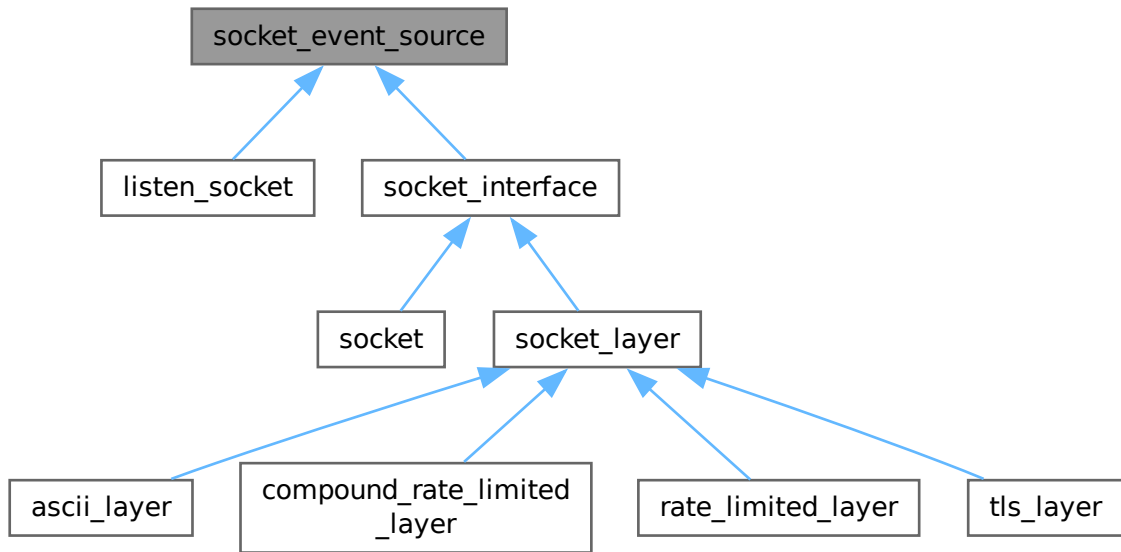 socket_event_source
listen_socket
socket_interface
socket
socket_layer
ascii_layer
compound_rate_limited
_layer
rate_limited_layer
tls_layer